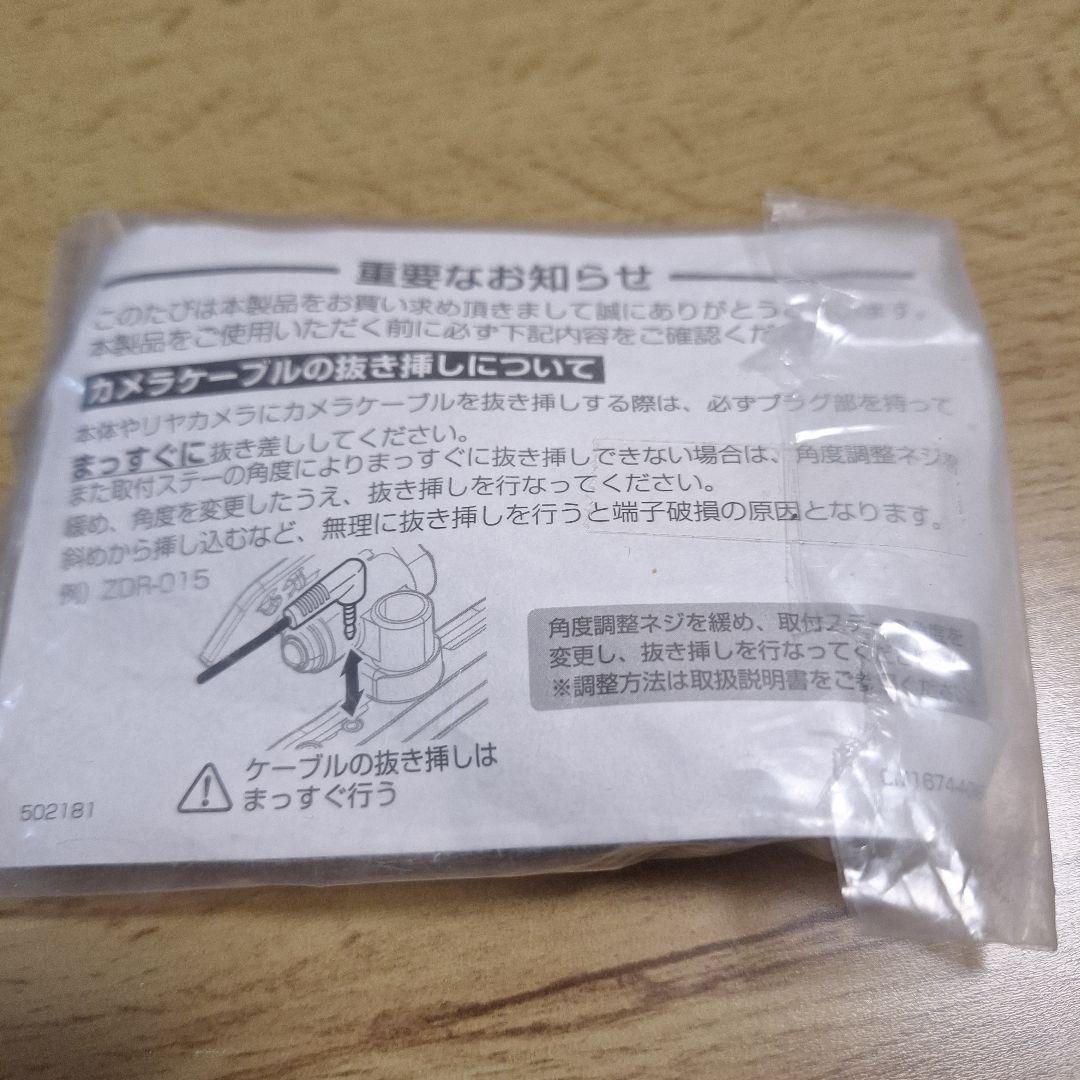 重要なお知らせ
このたびは本製品をお買い求め頂きまして誠にありがとう
本製品をご使用いただく前に必ず下記内容をご確認くだ
カメラケーブルの抜き挿しについて
本体やリヤカメラにカメラケーブルを抜き挿しする際は、必ずプラグ部を持って
まっすぐに抜き差ししてください。
また取付ステーの角度によりまっすぐに抜き挿しできない場合は、角度調整ネジを
緩め、角度を変更したうえ、抜き挿しを行なってください。
斜めから挿し込むなど、無理に抜き挿しを行うと端子破損の原因となります。
例）ZDR-015
角度調整ネジを緩め、取付ステー
変更し、抜き挿しを行なってく
※調整方法は取扱説明書をご
ケーブルの抜き挿しは
まっすぐ行う
502181